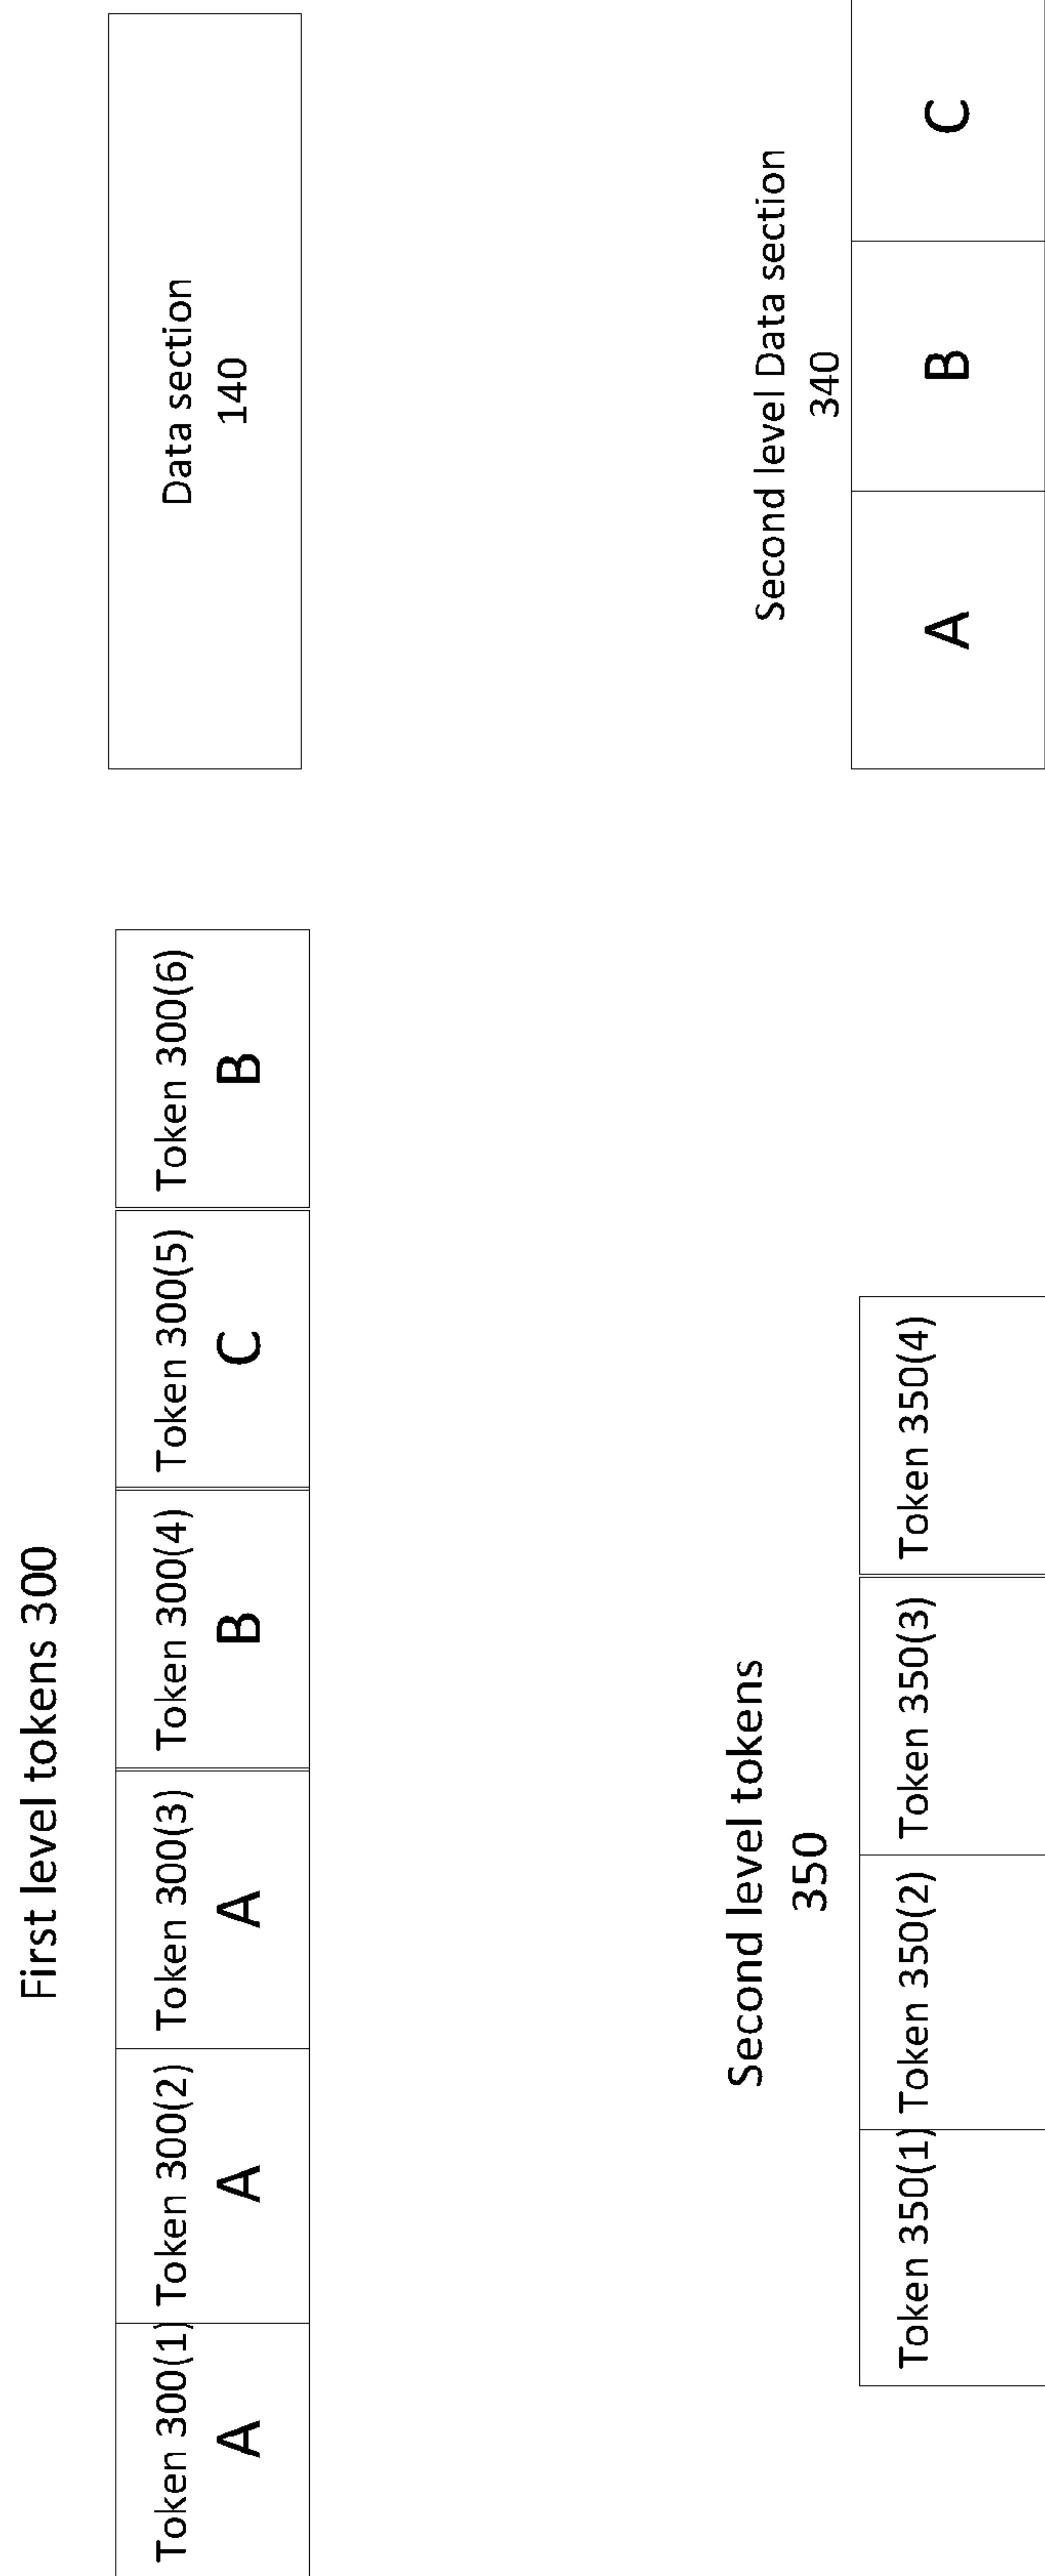 First level tokens 300
Token 300(1)
A
Token 300(2)
A
Token 300(3)
A
Token 300(4)
B
Token 300(5)
C
Token 300(6)
B
Data section
140
Second level tokens
350
Token 350(1)
Token 350(2)
Token 350(3)
Token 350(4)
Second level Data section
340
A
B
C